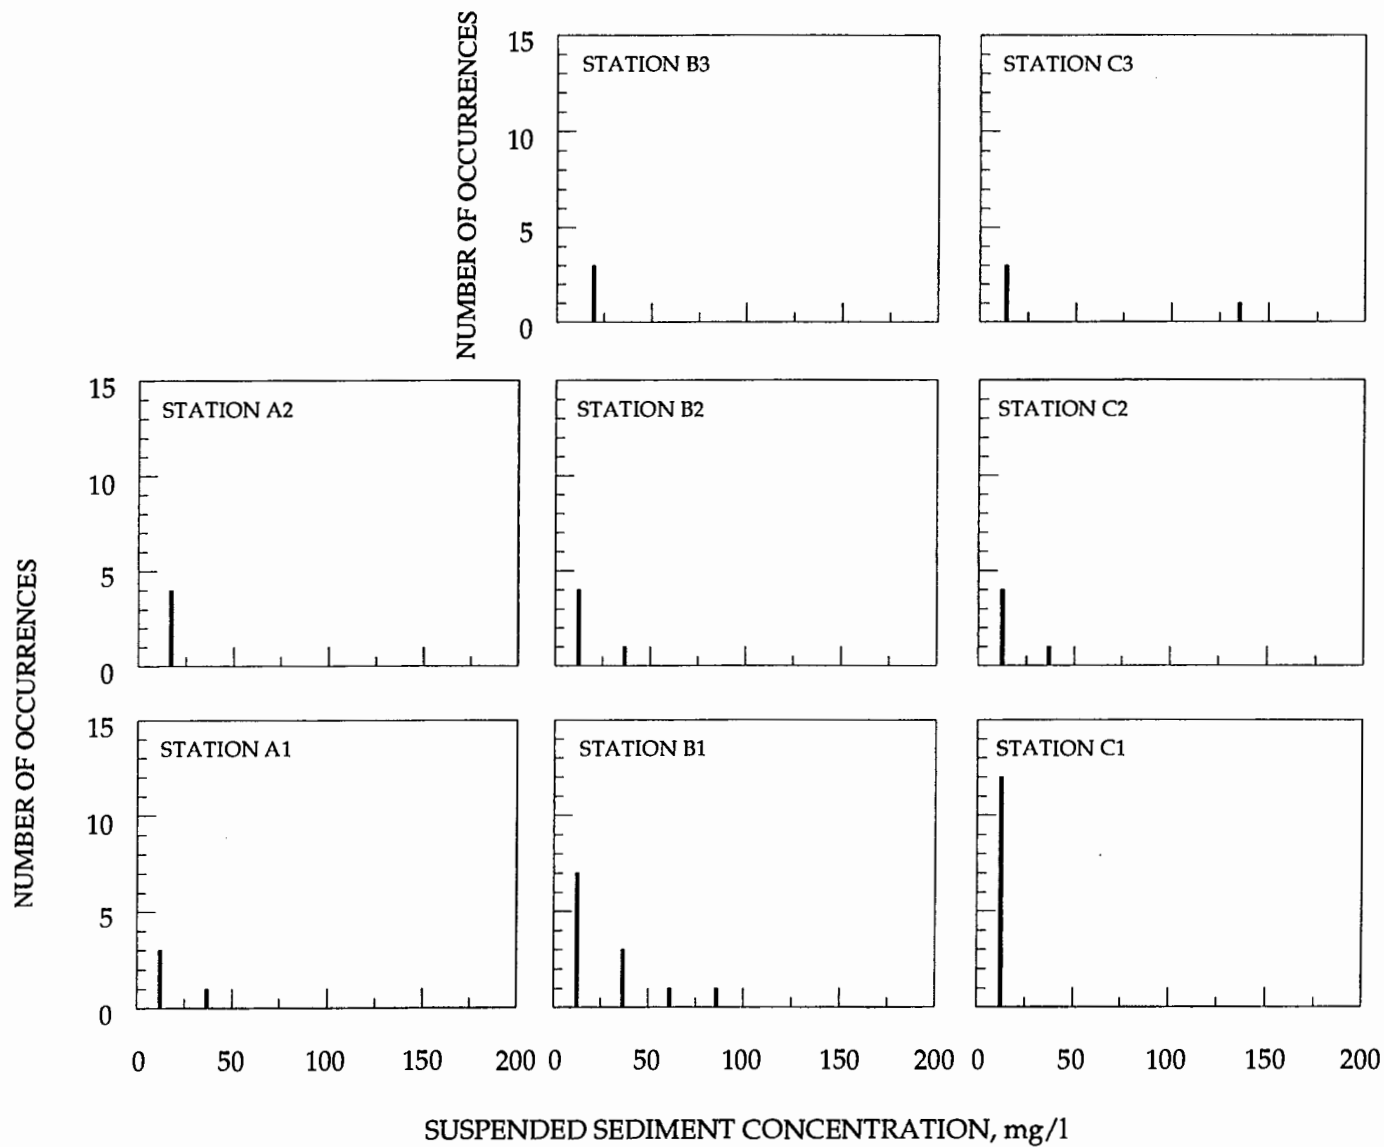 NUMBER OF OCCURRENCES
15
10
5
0
STATION B3
STATION C3
NUMBER OF OCCURRENCES
15
10
5
0
STATION A2
STATION B2
STATION C2
15
10
5
0
STATION A1
STATION B1
STATION C1
0 50 100 150 200 0 50 100 150 200 0 50 100 150 200
SUSPENDED SEDIMENT CONCENTRATION, mg/l